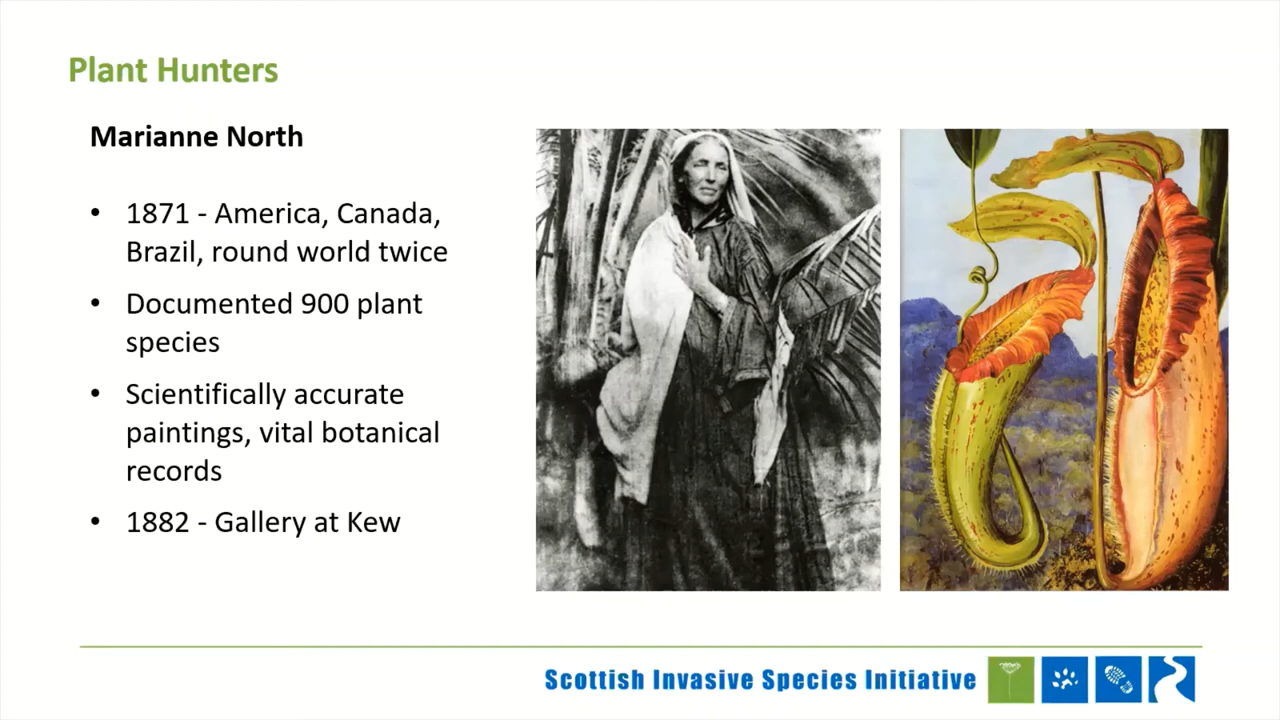 Plant Hunters
Marianne North
• 1871 - America, Canada,
Brazil, round world twice
• Documented 900 plant
species
• Scientifically accurate
paintings, vital botanical
records
• 1882 - Gallery at Kew
Scottish Invasive Species Initiative